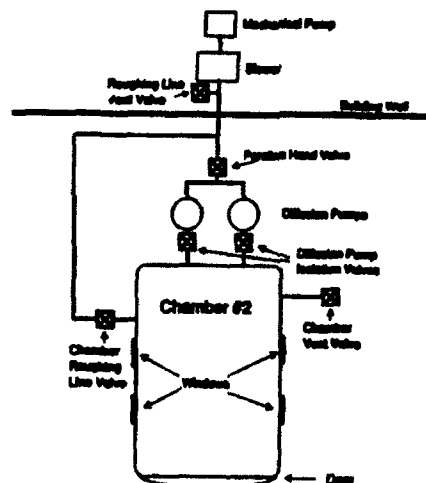 Mechanical Pump
Blower
Roughing Line
Vent Valve
Building Wall
Hand Valve
Diffusion Pumps
Diffusion Pump
Isolation Valves
Chamber #2
Chamber
Roughing
Line Valve
Windows
Chamber
Vent Valve
Door